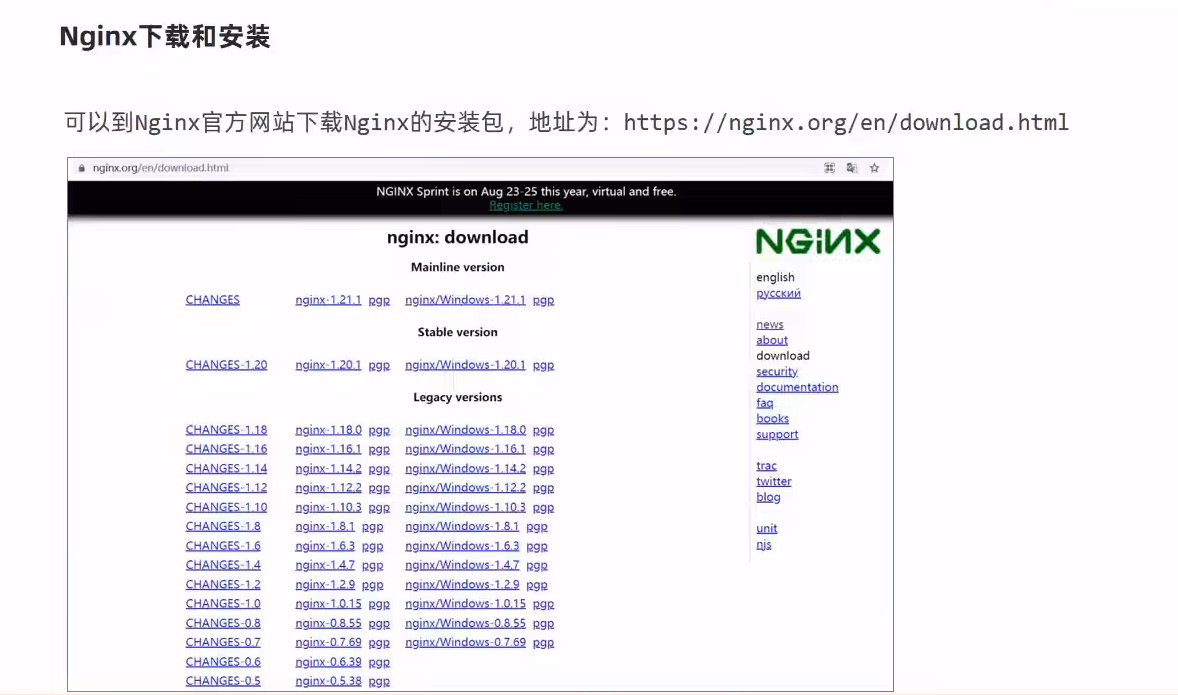 Nginx下载和安装
可以到Nginx官方网站下载Nginx的安装包，地址为：https://nginx.org/en/download.html
nginx.org/en/download.html
NGINX Sprint is on Aug 23-25 this year, virtual and free.
Register here.
nginx: download
NGINX
Mainline version
english
русский
CHANGES nginx-1.21.1 pgp nginx/Windows-1.21.1 pgp
news
Stable version
about
download
CHANGES-1.20 nginx-1.20.1 pgp nginx/Windows-1.20.1 pgp
security
documentation
Legacy versions
faq
books
CHANGES-1.18 nginx-1.18.0 pgp nginx/Windows-1.18.0 pgp
support
CHANGES-1.16 nginx-1.16.1 pgp nginx/Windows-1.16.1 pgp
CHANGES-1.14 nginx-1.14.2 pgp nginx/Windows-1.14.2 pgp
trac
twitter
CHANGES-1.12 nginx-1.12.2 pgp nginx/Windows-1.12.2 pgp
blog
CHANGES-1.10 nginx-1.10.3 pgp nginx/Windows-1.10.3 pgp
CHANGES-1.8 nginx-1.8.1 pgp nginx/Windows-1.8.1 pgp
unit
CHANGES-1.6 nginx-1.6.3 pgp nginx/Windows-1.6.3 pgp
njs
CHANGES-1.4 nginx-1.4.7 pgp nginx/Windows-1.4.7 pgp
CHANGES-1.2 nginx-1.2.9 pgp nginx/Windows-1.2.9 pgp
CHANGES-1.0 nginx-1.0.15 pgp nginx/Windows-1.0.15 pgp
CHANGES-0.8 nginx-0.8.55 pgp nginx/Windows-0.8.55 pgp
CHANGES-0.7 nginx-0.7.69 pgp nginx/Windows-0.7.69 pgp
CHANGES-0.6 nginx-0.6.39 pgp
CHANGES-0.5 nginx-0.5.38 pgp